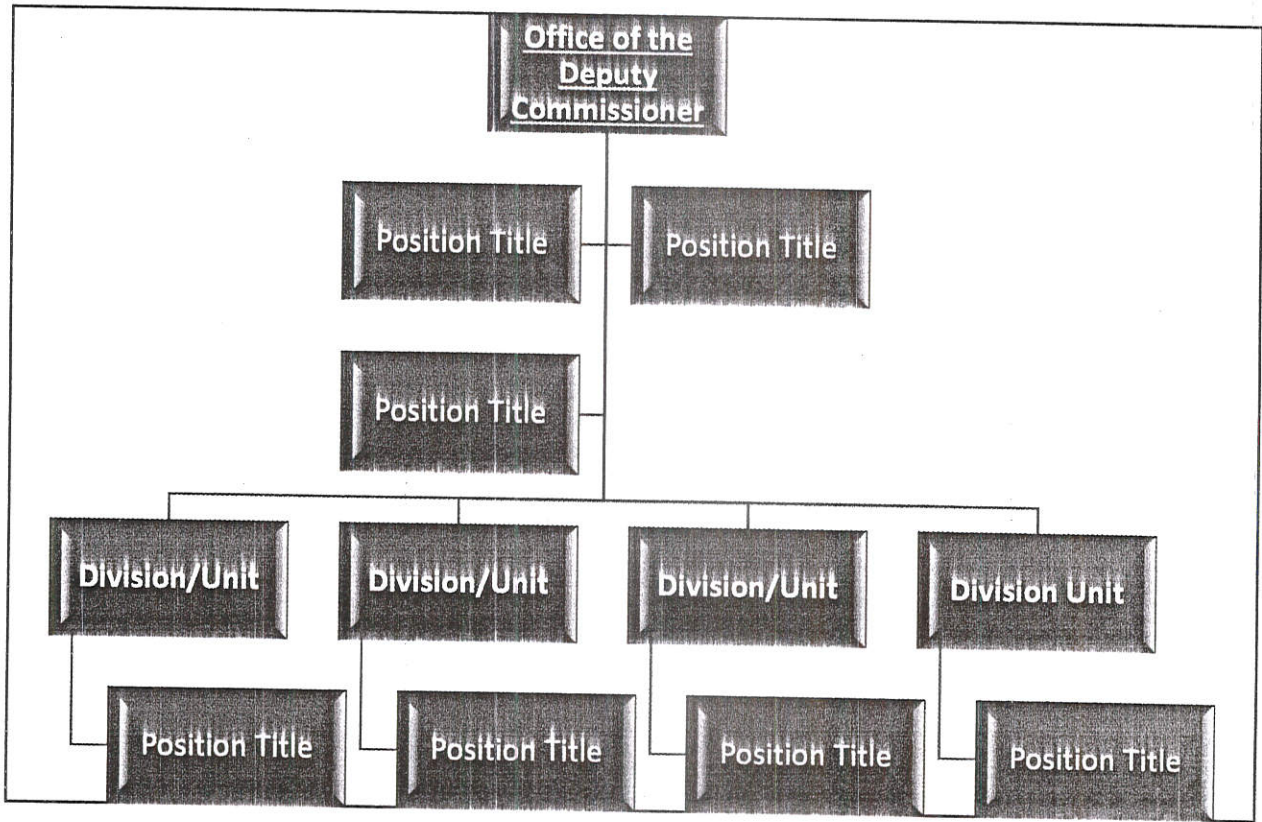 Office of the
Deputy
Commissioner
Position Title
Position Title
Position Title
Division/Unit
Division/Unit
Division/Unit
Division Unit
Position Title
Position Title
Position Title
Position Title